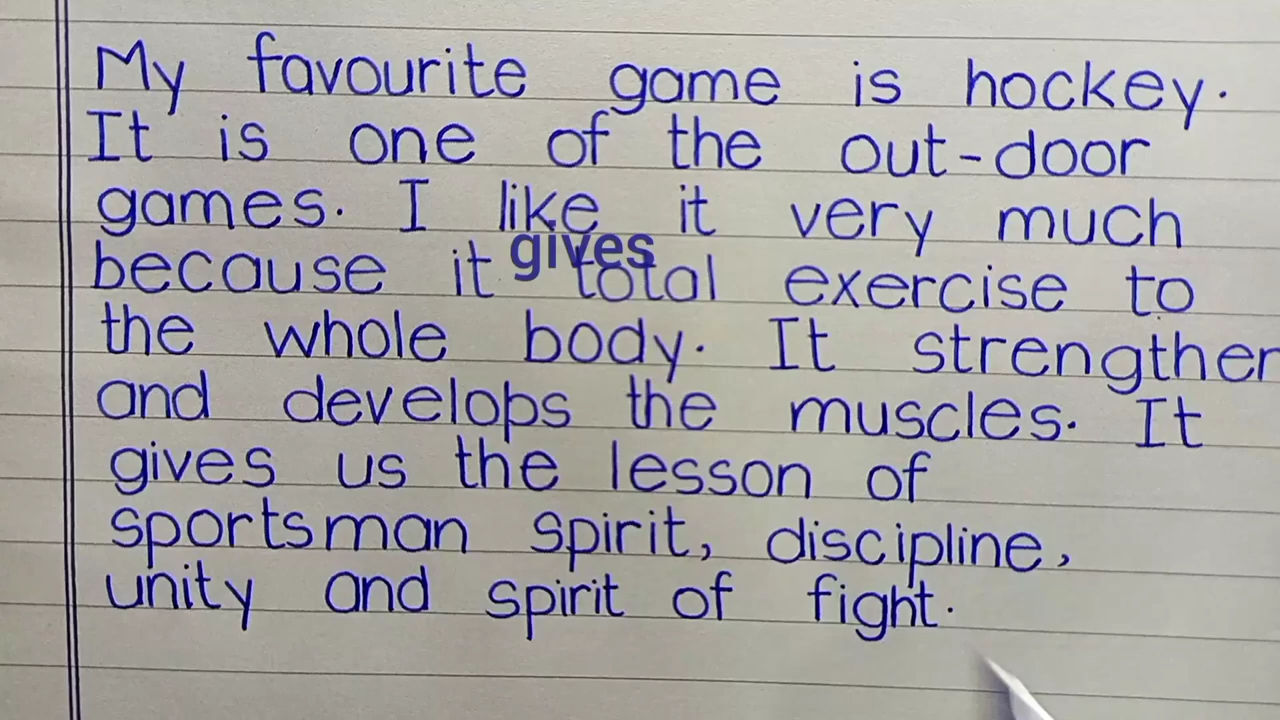 My favourite game is hockey.
It is one of the out-door
games. I like it very much
because it gives total exercise to
the whole body. It strengthen
and develops the muscles. It
gives us the lesson of
sportsman spirit, discipline,
unity and spirit of fight.